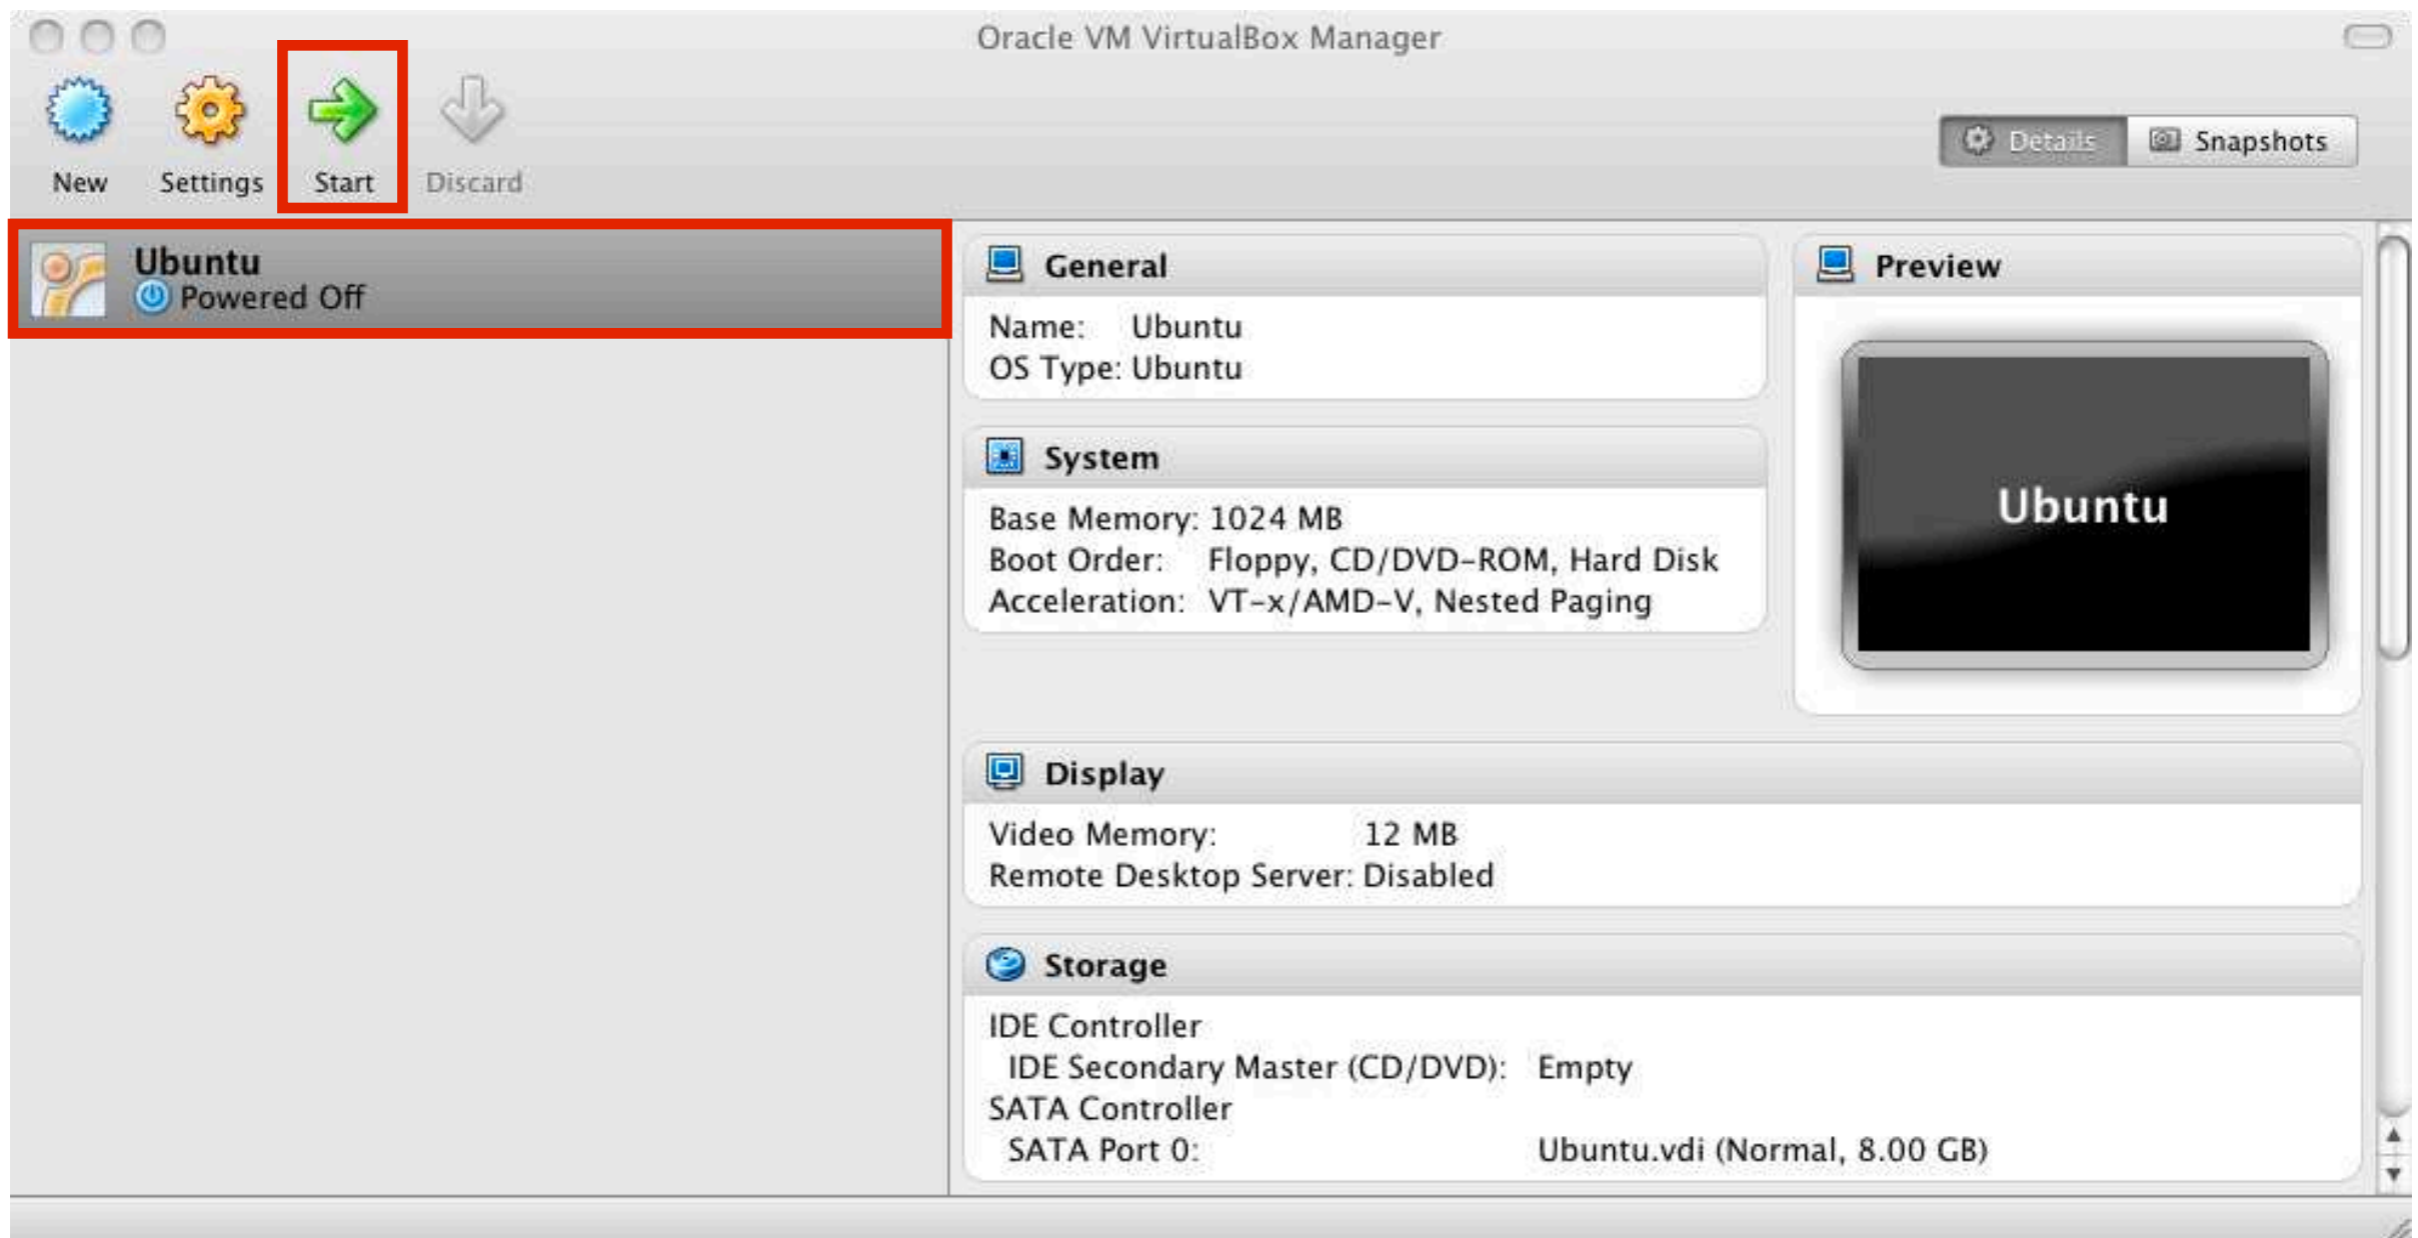 Oracle VM VirtualBox Manager
New Settings Start Discard
Details Snapshots
Ubuntu
Powered Off
General
Name: Ubuntu
OS Type: Ubuntu
System
Base Memory: 1024 MB
Boot Order: Floppy, CD/DVD-ROM, Hard Disk
Acceleration: VT-x/AMD-V, Nested Paging
Preview
Ubuntu
Display
Video Memory: 12 MB
Remote Desktop Server: Disabled
Storage
IDE Controller
IDE Secondary Master (CD/DVD): Empty
SATA Controller
SATA Port 0: Ubuntu.vdi (Normal, 8.00 GB)